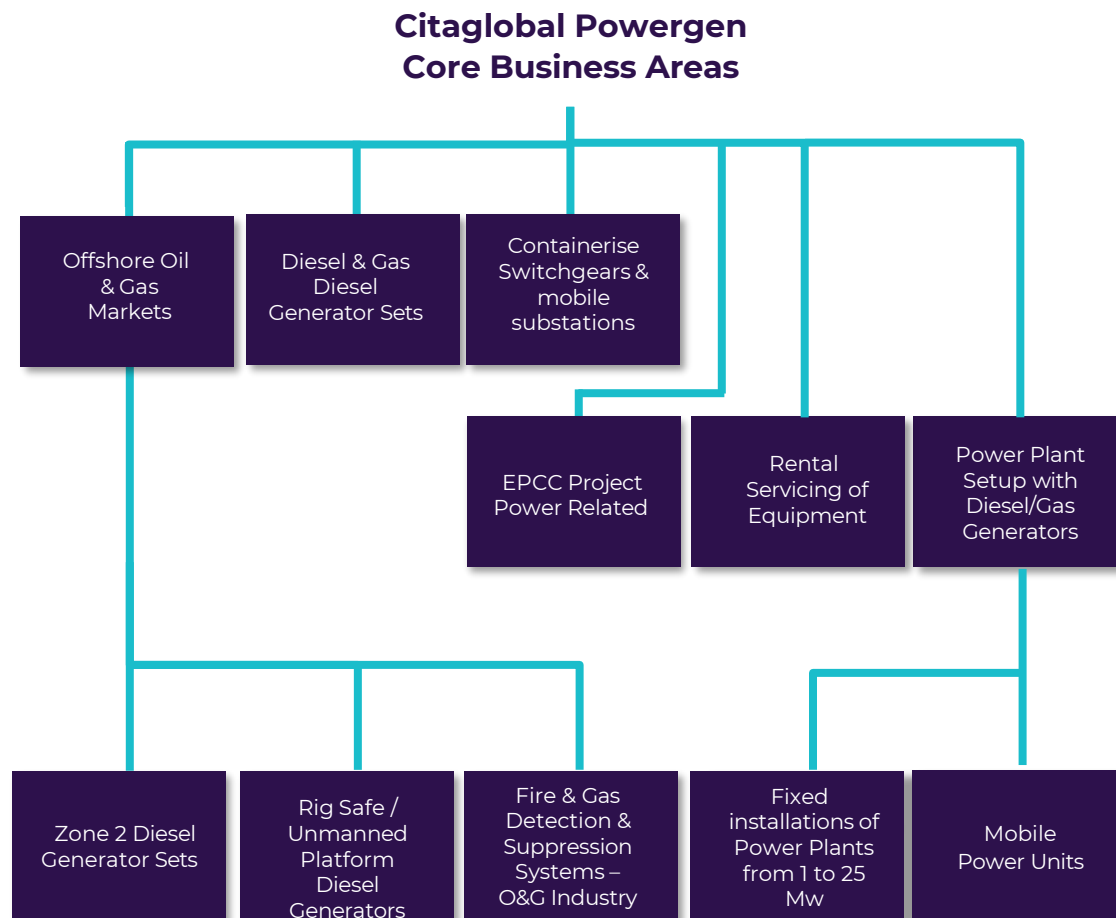 Citaglobal Powergen
Core Business Areas
Offshore Oil
& Gas
Markets
Diesel & Gas
Diesel
Generator Sets
Containerise
Switchgears &
mobile
substations
EPCC Project
Power Related
Rental
Servicing of
Equipment
Power Plant
Setup with
Diesel/Gas
Generators
Zone 2 Diesel
Generator Sets
Rig Safe /
Unmanned
Platform
Diesel
Generators
Fire & Gas
Detection &
Suppression
Systems –
O&G Industry
Fixed
installations of
Power Plants
from 1 to 25
Mw
Mobile
Power Units